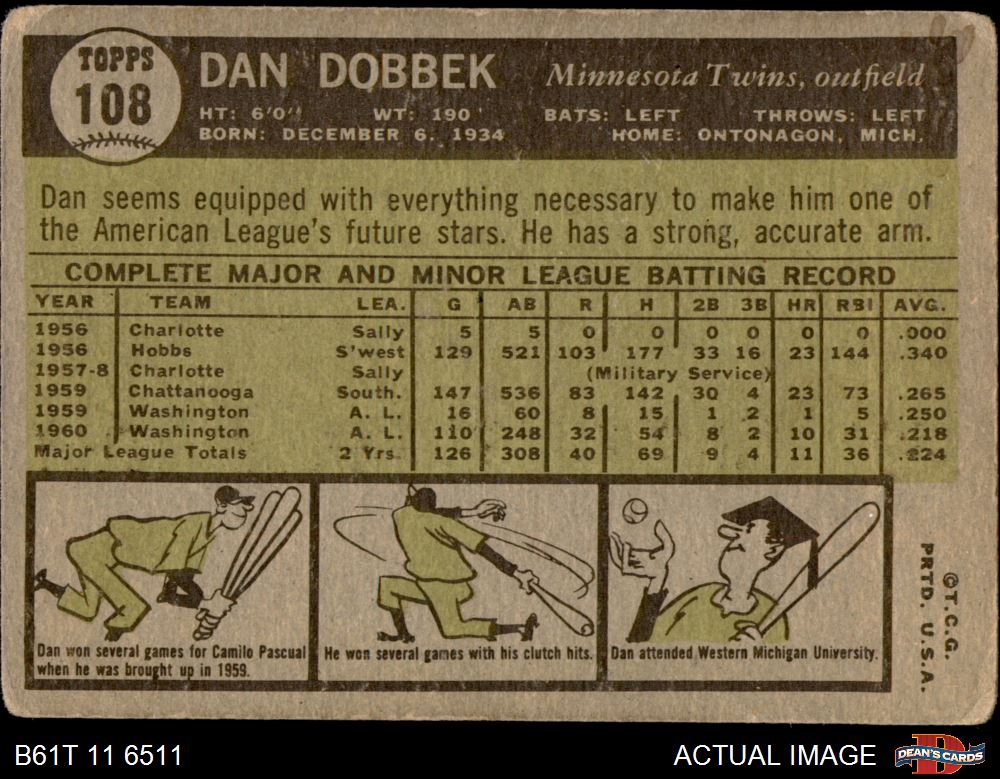 TOPPS
108
DAN DOBBEK Minnesota Twins, outfield
HT: 6'0" WT: 190 BATS: LEFT THROWS: LEFT
BORN: DECEMBER 6, 1934 HOME: ONTONAGON, MICH.
Dan seems equipped with everything necessary to make him one of
the American League's future stars. He has a strong, accurate arm.
COMPLETE MAJOR AND MINOR LEAGUE BATTING RECORD
YEAR TEAM LEA. G AB R H 2B 3B HR RBI AVG.
1956 Charlotte Sally 5 5 0 0 0 0 0 0 .000
1956 Hobbs S'west 129 521 103 177 33 16 23 144 .340
1957-8 Charlotte Sally (Military Service)
1959 Chattanooga South. 147 536 83 142 30 4 23 73 .265
1959 Washington A. L. 16 60 8 15 1 2 1 5 .250
1960 Washington A. L. 110 248 32 54 8 2 10 31 .218
Major League Totals 2 Yrs. 126 308 40 69 9 4 11 36 .224
Dan won several games for Camilo Pascual
when he was brought up in 1959.
He won several games with his clutch hits.
Dan attended Western Michigan University.
©T.C.G.
PRTD. U.S.A.
B61T 11 6511 ACTUAL IMAGE
DEAN'S CARDS